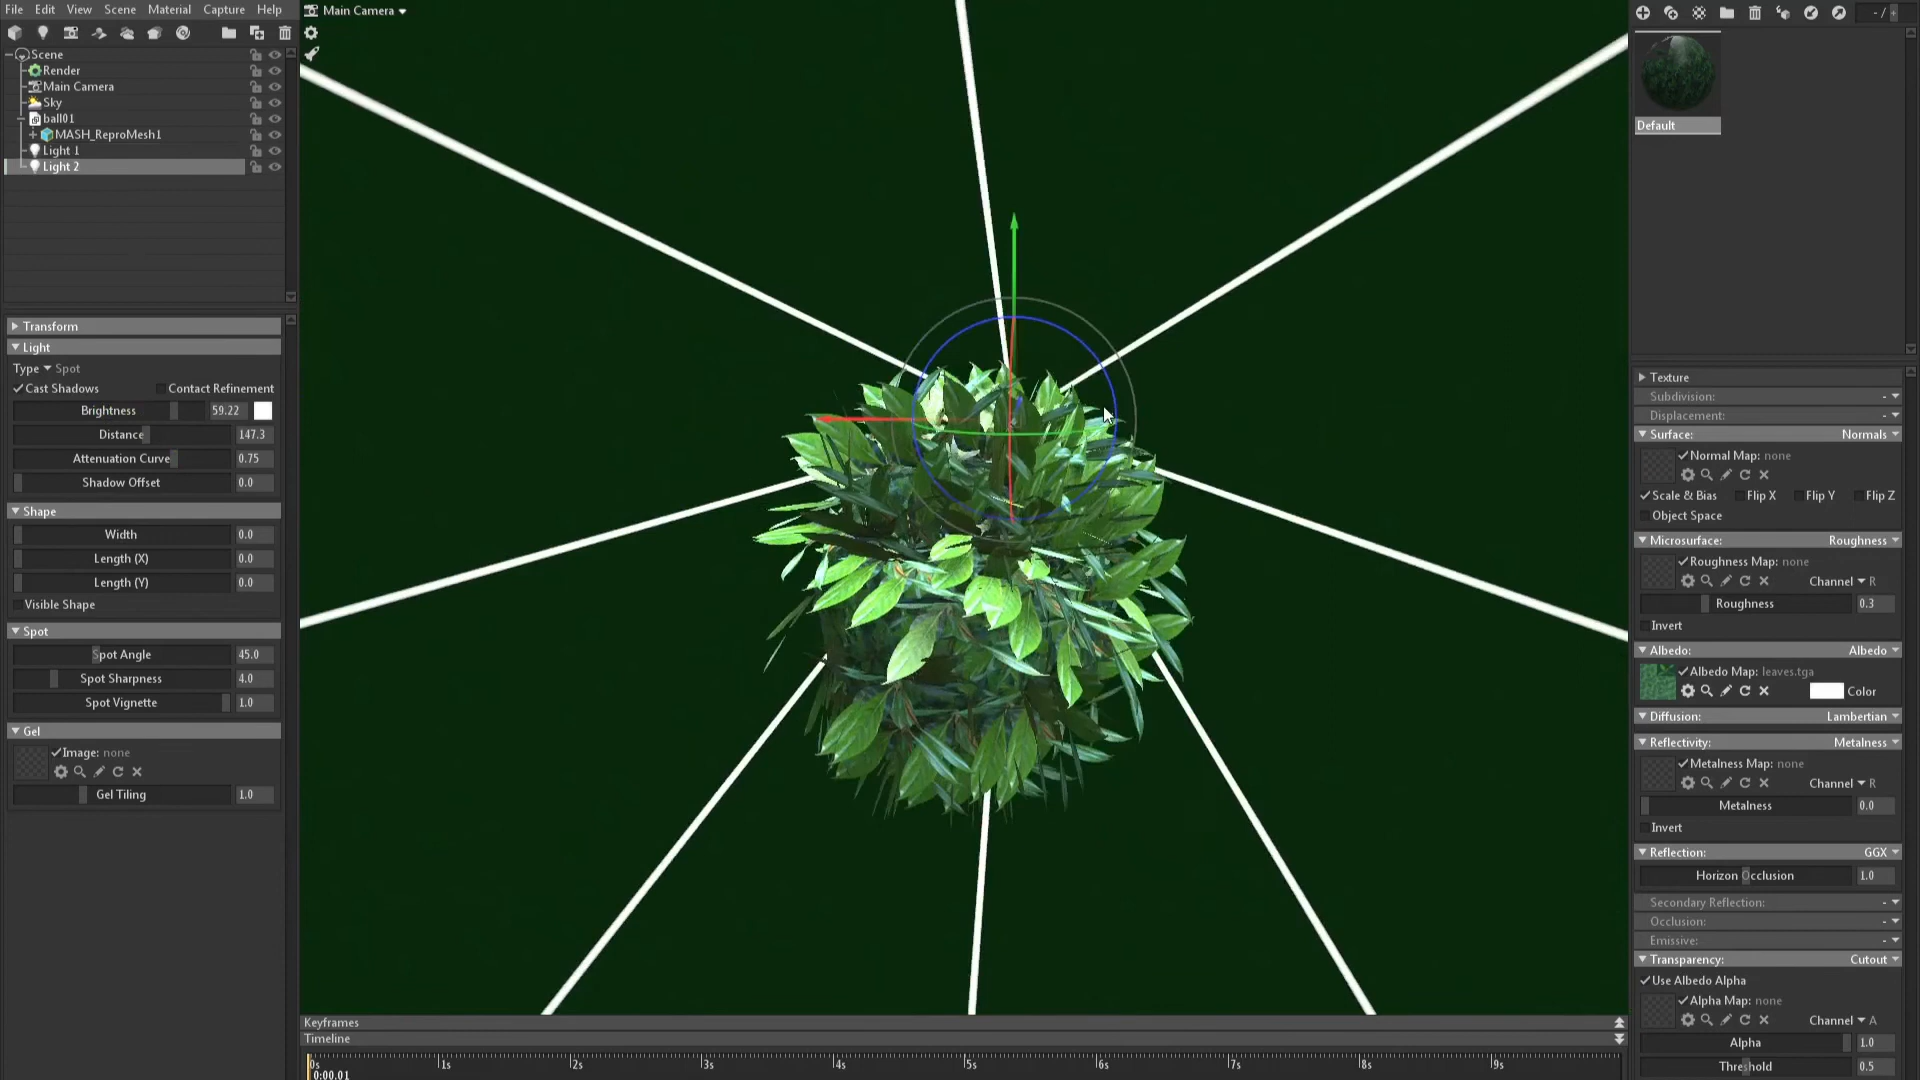 File Edit View Scene Material Capture Help
Main Camera
- /
Scene
Render
Main Camera
Sky
ball01
MASH_ReproMesh1
Light 1
Light 2
Default
Transform
Light
Type Spot
Cast Shadows Contact Refinement
Brightness 59.22
Distance 147.3
Attenuation Curve 0.75
Shadow Offset 0.0
Shape
Width 0.0
Length (X) 0.0
Length (Y) 0.0
Visible Shape
Spot
Spot Angle 45.0
Spot Sharpness 4.0
Spot Vignette 1.0
Gel
Image: none
Gel Tiling 1.0
Texture
Subdivision: -
Displacement: -
Surface: Normals
Normal Map: none
Scale & Bias Flip X Flip Y Flip Z
Object Space
Microsurface: Roughness
Roughness Map: none
Channel R
Roughness 0.3
Invert
Albedo: Albedo
Albedo Map: leaves.tga
Color
Diffusion: Lambertian
Reflectivity: Metalness
Metalness Map: none
Channel R
Metalness 0.0
Invert
Reflection: GGX
Horizon Occlusion 1.0
Secondary Reflection: -
Occlusion: -
Emissive: -
Transparency: Cutout
Use Albedo Alpha
Alpha Map: none
Channel A
Alpha 1.0
Threshold 0.5
Keyframes
Timeline
0s 1s 2s 3s 4s 5s 6s 7s 8s 9s
0:00.01